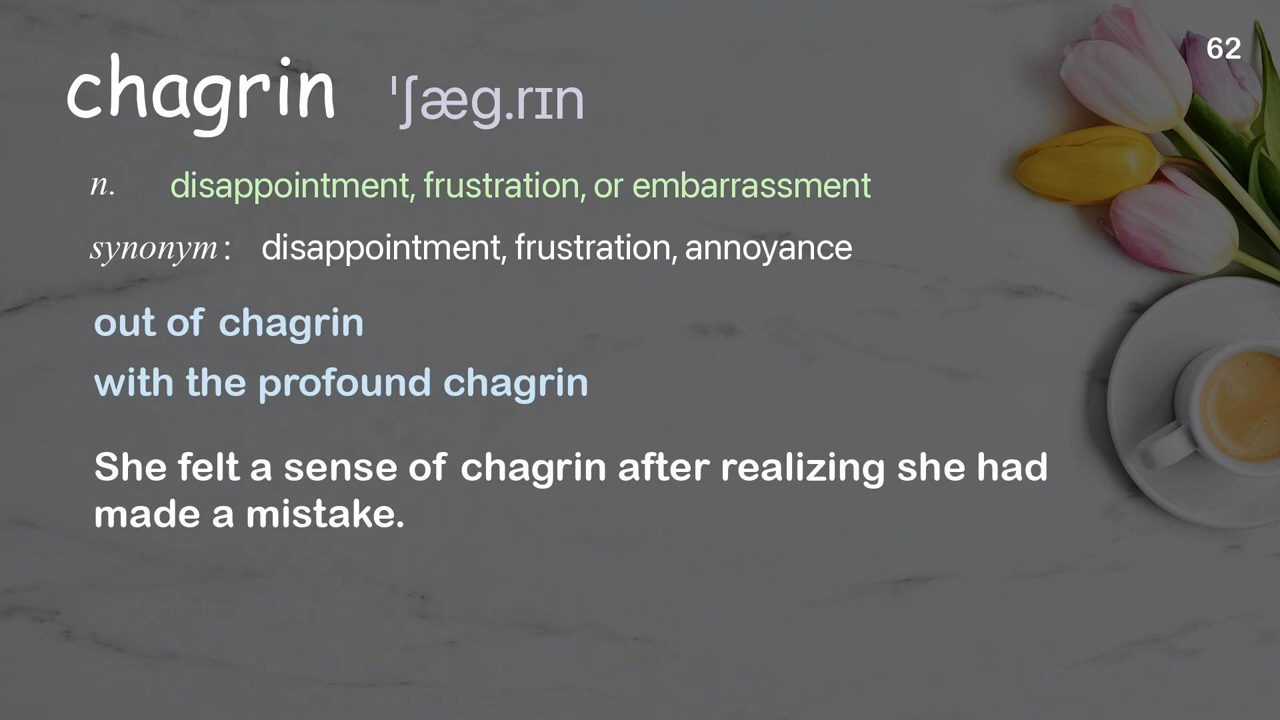 62
chagrin ˈʃæg.rɪn
n. disappointment, frustration, or embarrassment
synonym: disappointment, frustration, annoyance
out of chagrin
with the profound chagrin
She felt a sense of chagrin after realizing she had
made a mistake.